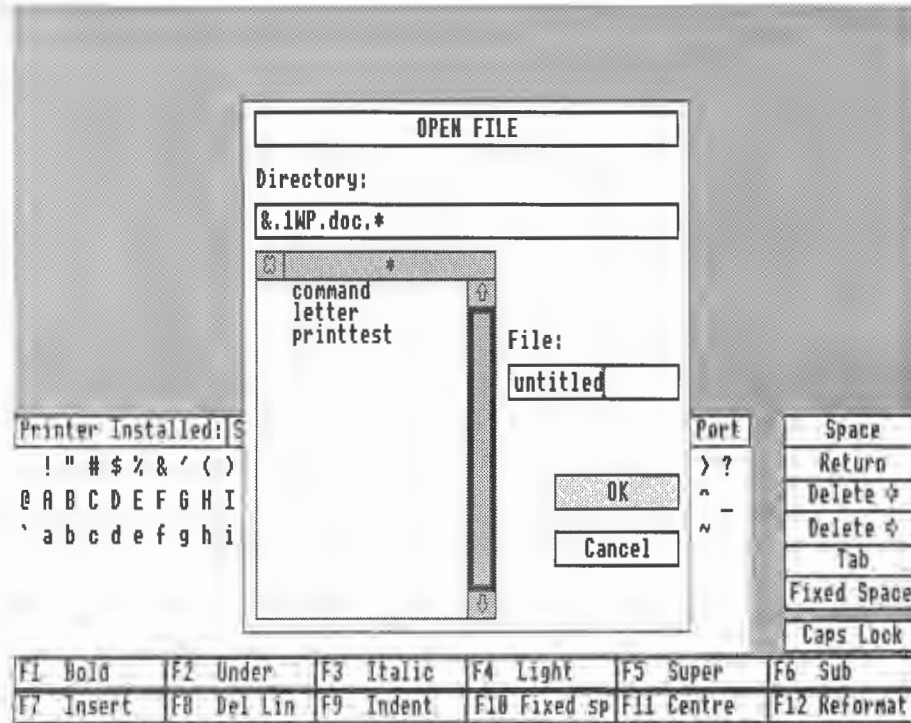 OPEN FILE
Directory:
&.1WP.doc.*
*
command
letter
printtest
File:
untitled
OK
Cancel
Printer Installed: S
Port
! " # $ % & ' ( )
> ?
@ A B C D E F G H I
^ _
` a b c d e f g h i
~
Space
Return
Delete
Delete
Tab
Fixed Space
Caps Lock
F1 Bold F2 Under F3 Italic F4 Light F5 Super F6 Sub
F7 Insert F8 Del Lin F9 Indent F10 Fixed sp F11 Centre F12 Reformat